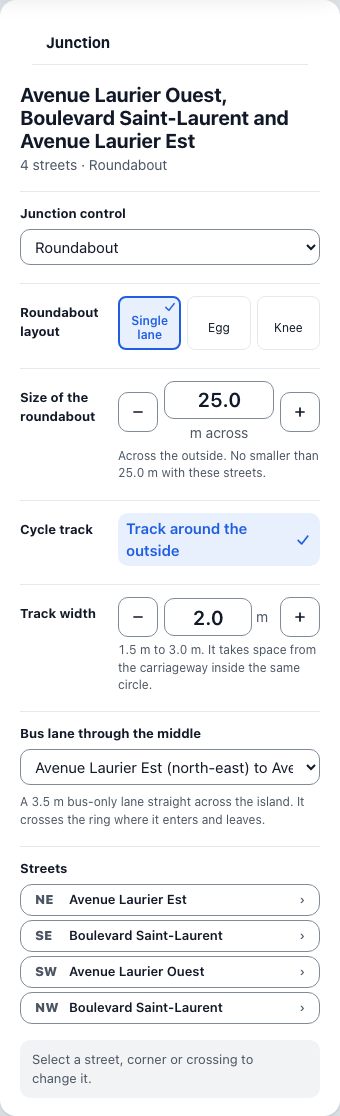 Junction
Avenue Laurier Ouest,
Boulevard Saint-Laurent and
Avenue Laurier Est
4 streets · Roundabout
Junction control
Roundabout
Roundabout
layout
Single
lane
Egg
Knee
Size of the
roundabout
−
25.0
+
m across
Across the outside. No smaller than
25.0 m with these streets.
Cycle track
Track around the
outside
Track width
−
2.0
m
+
1.5 m to 3.0 m. It takes space from
the carriageway inside the same
circle.
Bus lane through the middle
Avenue Laurier Est (north-east) to Ave
A 3.5 m bus-only lane straight across the island. It
crosses the ring where it enters and leaves.
Streets
NE Avenue Laurier Est ›
SE Boulevard Saint-Laurent ›
SW Avenue Laurier Ouest ›
NW Boulevard Saint-Laurent ›
Select a street, corner or crossing to
change it.